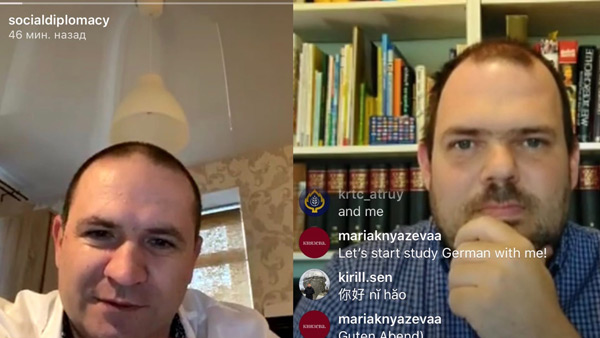 socialdiplomacy
46 мин. назад
krtc_atruy
and me
mariaknyazevaa
Let's start study German with me!
kirill.sen
你好 nǐ hǎo
mariaknyazevaa
Guten Abend)